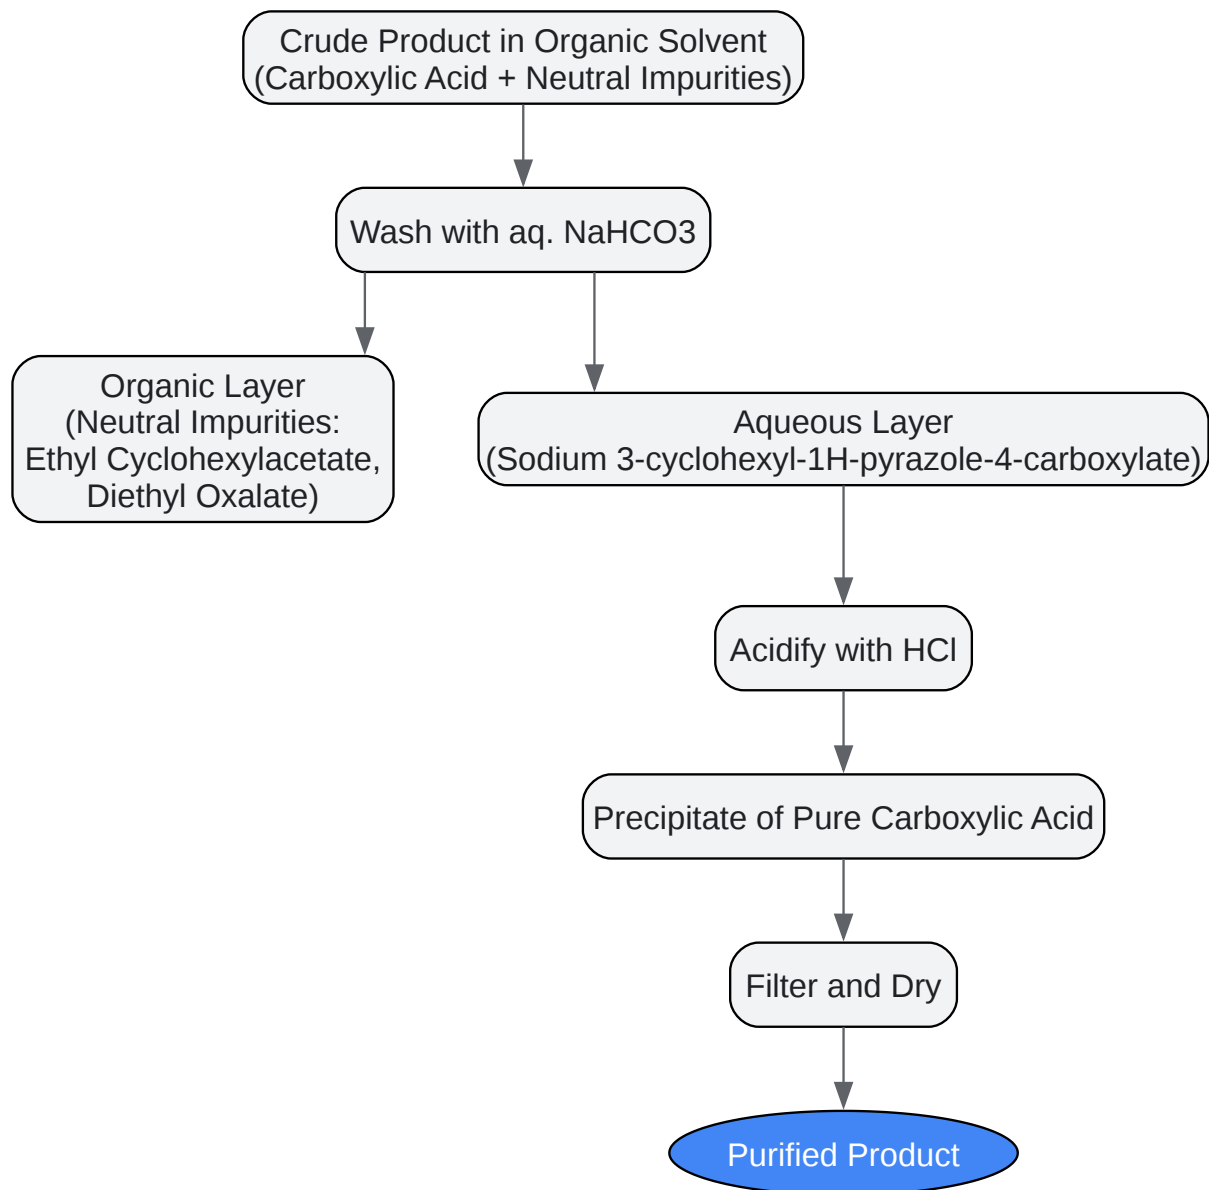 Crude Product in Organic Solvent
(Carboxylic Acid + Neutral Impurities)
Wash with aq. NaHCO3
Organic Layer
(Neutral Impurities:
Ethyl Cyclohexylacetate,
Diethyl Oxalate)
Aqueous Layer
(Sodium 3-cyclohexyl-1H-pyrazole-4-carboxylate)
Acidify with HCl
Precipitate of Pure Carboxylic Acid
Filter and Dry
Purified Product